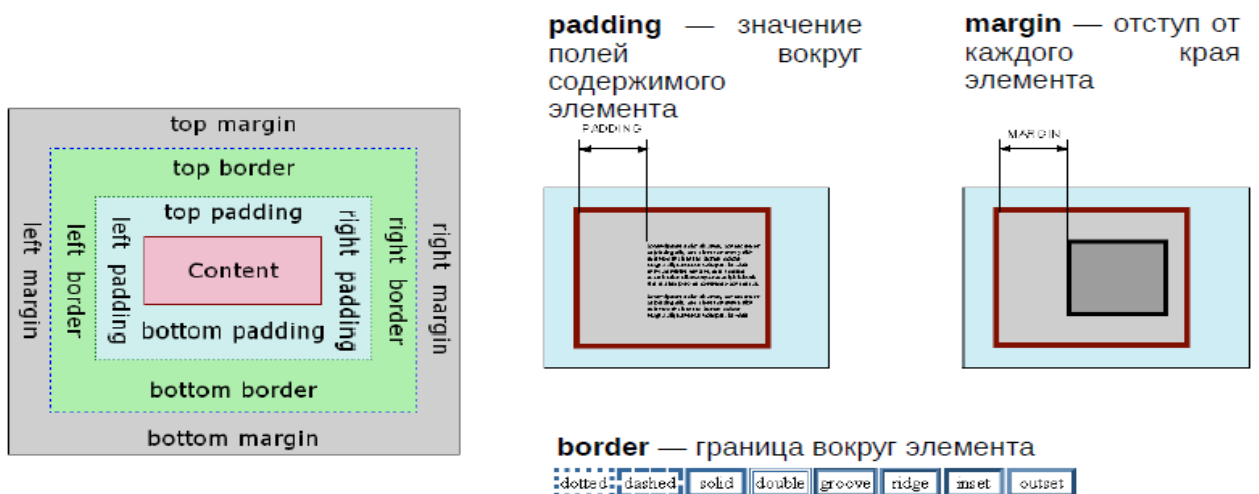 top margin
top border
top padding
left margin
left border
left padding
Content
right padding
right border
right margin
bottom padding
bottom border
bottom margin
padding — значение
полей вокруг
содержимого
элемента
PADDING
margin — отступ от
каждого края
элемента
MARGIN
border — граница вокруг элемента
dotted dashed solid double groove ridge inset outset